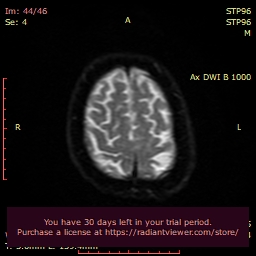 Im: 44/46
STP96
Se: 4
A
STP96
M
Ax DWI B 1000
R
L
You have 30 days left in your trial period.
Purchase a license at https://radiantviewer.com/store/